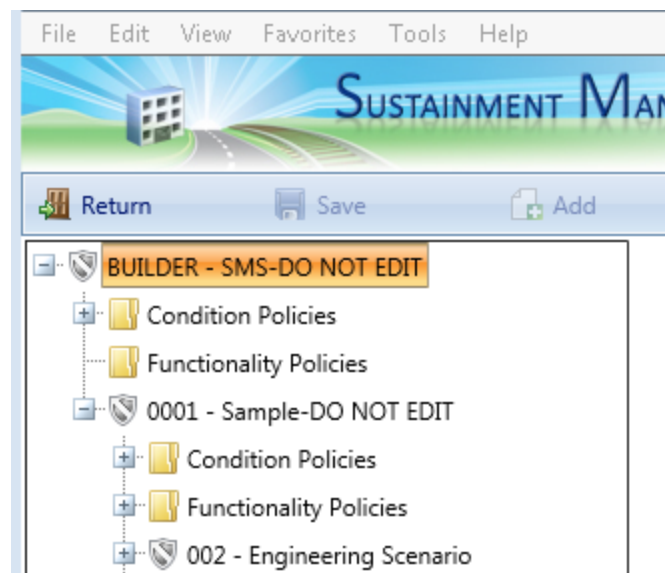 File Edit View Favorites Tools Help
SUSTAINMENT
Return Save Add
BUILDER - SMS-DO NOT EDIT
Condition Policies
Functionality Policies
0001 - Sample-DO NOT EDIT
Condition Policies
Functionality Policies
002 - Engineering Scenario